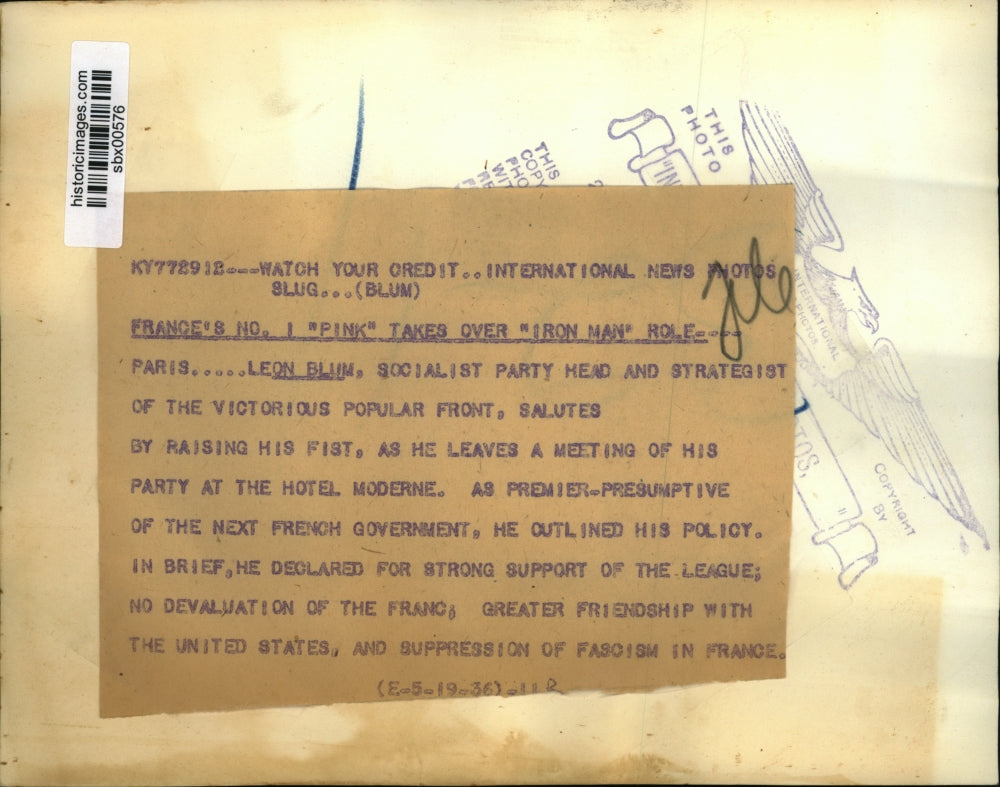 historicimages.com
sbx00576
THIS
PHOTO
THIS
"IN
INTERNATIONAL
COPYRIGHT
BY
TOS,
"
KY772912---WATCH YOUR CREDIT..INTERNATIONAL NEWS PHOTOS
SLUG...(BLUM)
FRANCE'S NO. 1 "PINK" TAKES OVER "IRON MAN" ROLE----
PARIS.....LEON BLUM, SOCIALIST PARTY HEAD AND STRATEGIST
OF THE VICTORIOUS POPULAR FRONT, SALUTES
BY RAISING HIS FIST, AS HE LEAVES A MEETING OF HIS
PARTY AT THE HOTEL MODERNE. AS PREMIER-PRESUMPTIVE
OF THE NEXT FRENCH GOVERNMENT, HE OUTLINED HIS POLICY.
IN BRIEF,HE DECLARED FOR STRONG SUPPORT OF THE LEAGUE;
NO DEVALUATION OF THE FRANC; GREATER FRIENDSHIP WITH
THE UNITED STATES, AND SUPPRESSION OF FASCISM IN FRANCE.
(E-5-19-36)-11 R